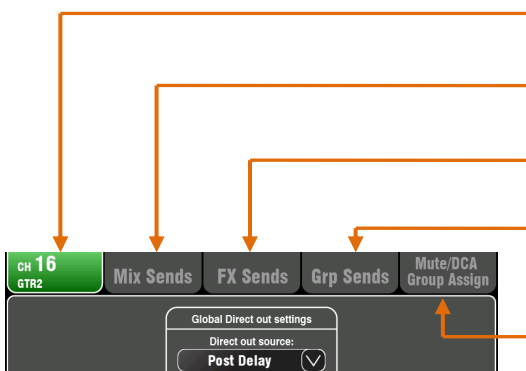 CH 16
GTR2
Mix Sends
FX Sends
Grp Sends
Mute/DCA
Group Assign
Global Direct out settings
Direct out source:
Post Delay